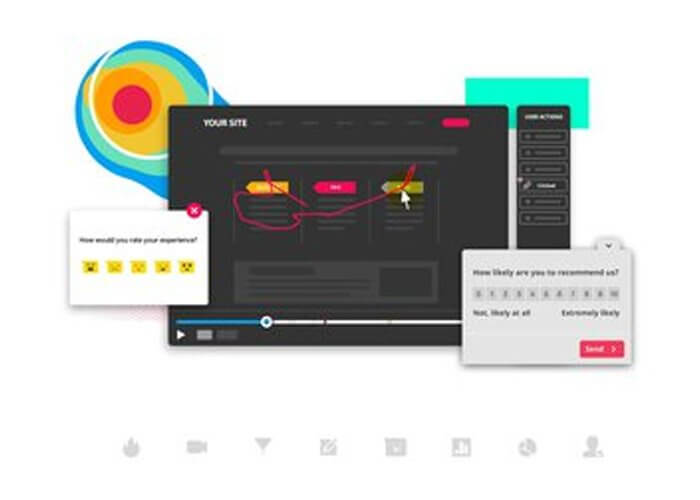 YOUR SITE
USER ACTIONS
How would you rate your experience?
How likely are you to recommend us?
0 1 2 3 4 5 6 7 8 9 10
Not, likely at all Extremely likely
Send